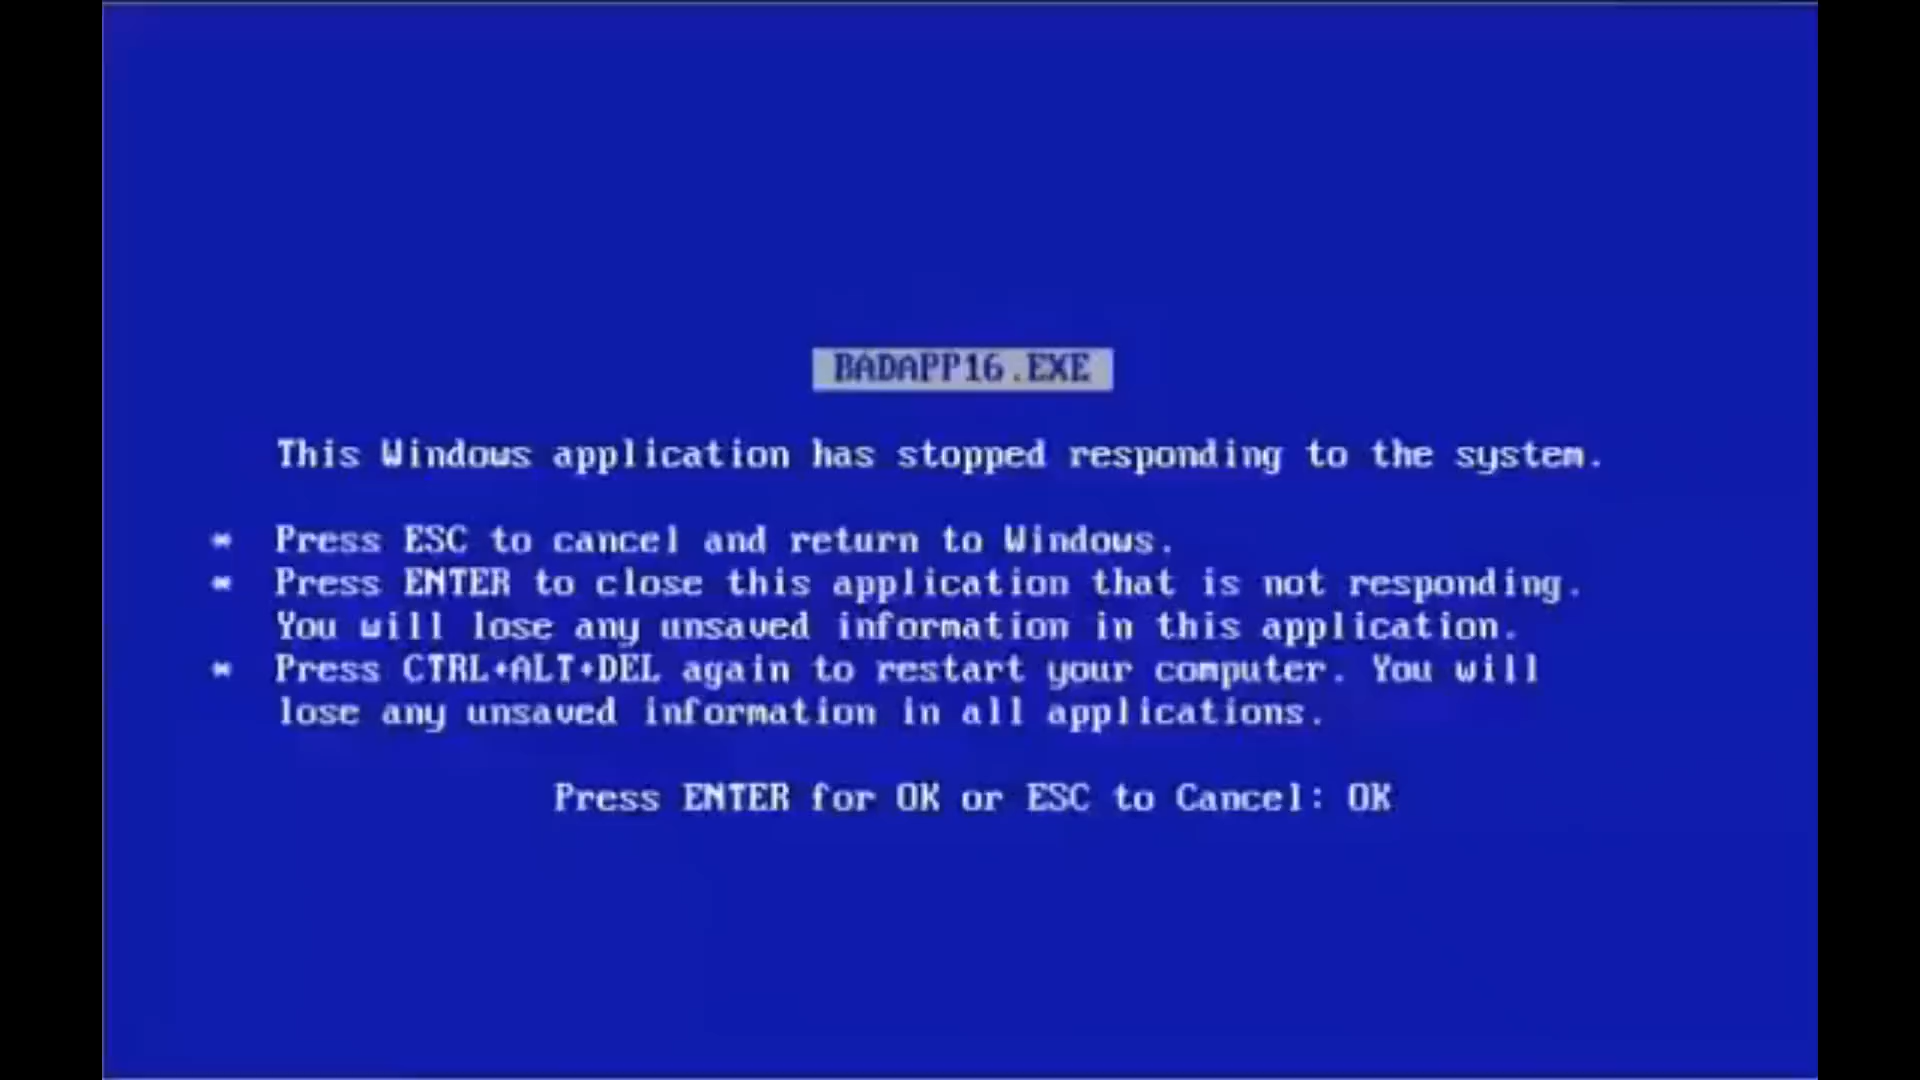 BADAPP16.EXE
This Windows application has stopped responding to the system.
* Press ESC to cancel and return to Windows.
* Press ENTER to close this application that is not responding.
You will lose any unsaved information in this application.
* Press CTRL+ALT+DEL again to restart your computer. You will
lose any unsaved information in all applications.
Press ENTER for OK or ESC to Cancel: OK